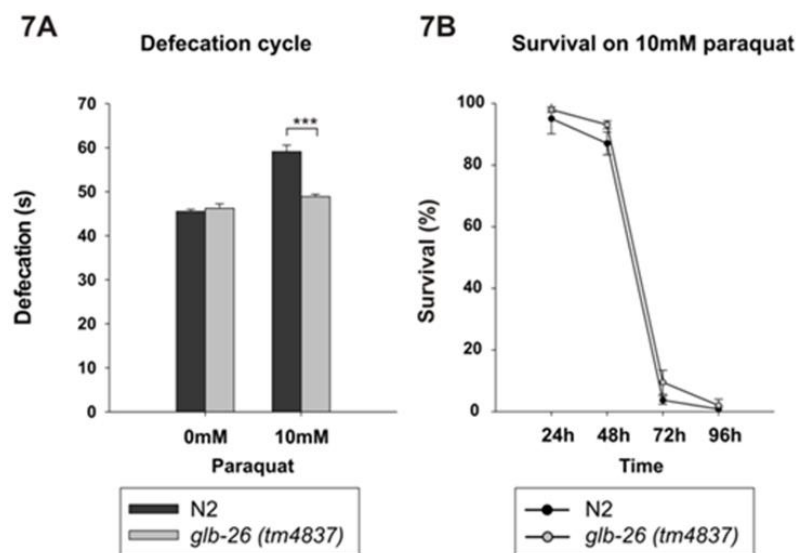 7A
Defecation cycle
Defecation (s)
70
60
50
40
30
20
10
0
***
0mM 10mM
Paraquat
N2
glb-26 (tm4837)
7B
Survival on 10mM paraquat
Survival (%)
100
80
60
40
20
0
24h 48h 72h 96h
Time
N2
glb-26 (tm4837)